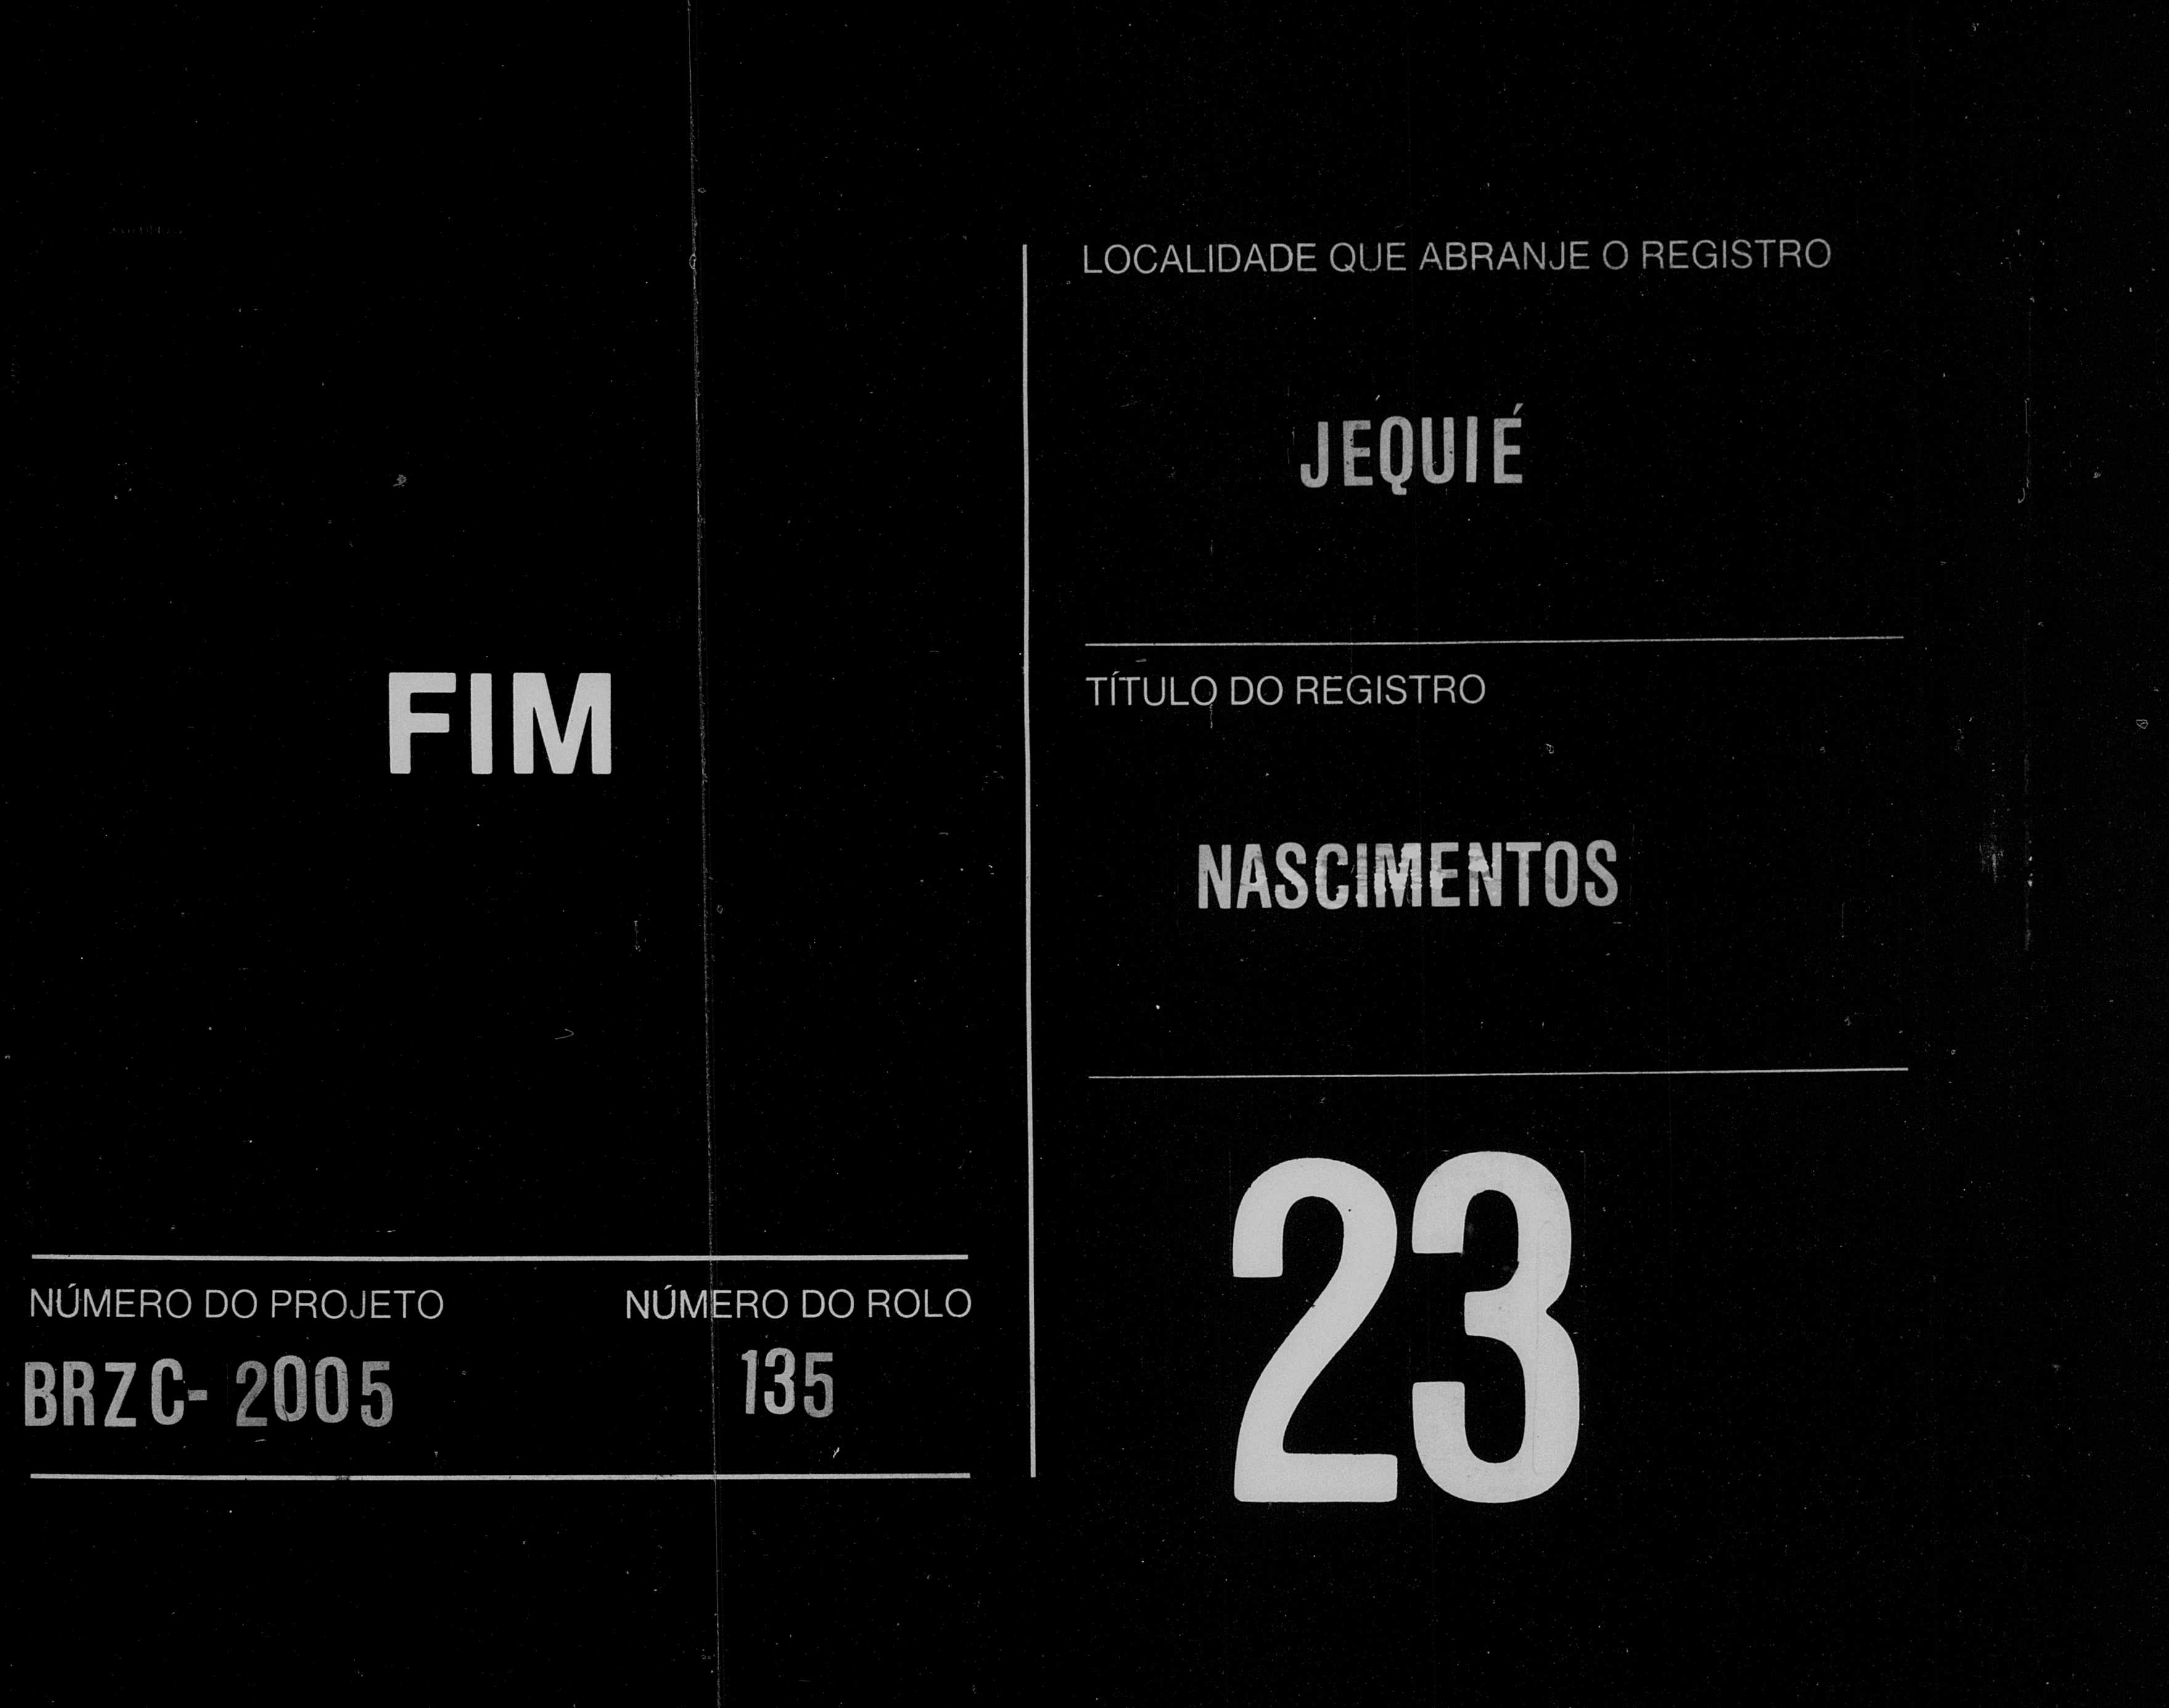 FIM
NÚMERO DO PROJETO
BRZC- 2005
NÚMERO DO ROLO
135
LOCALIDADE QUE ABRANJE O REGISTRO
JEQUIÉ
TÍTULO DO REGISTRO
NASCIMENTOS
23